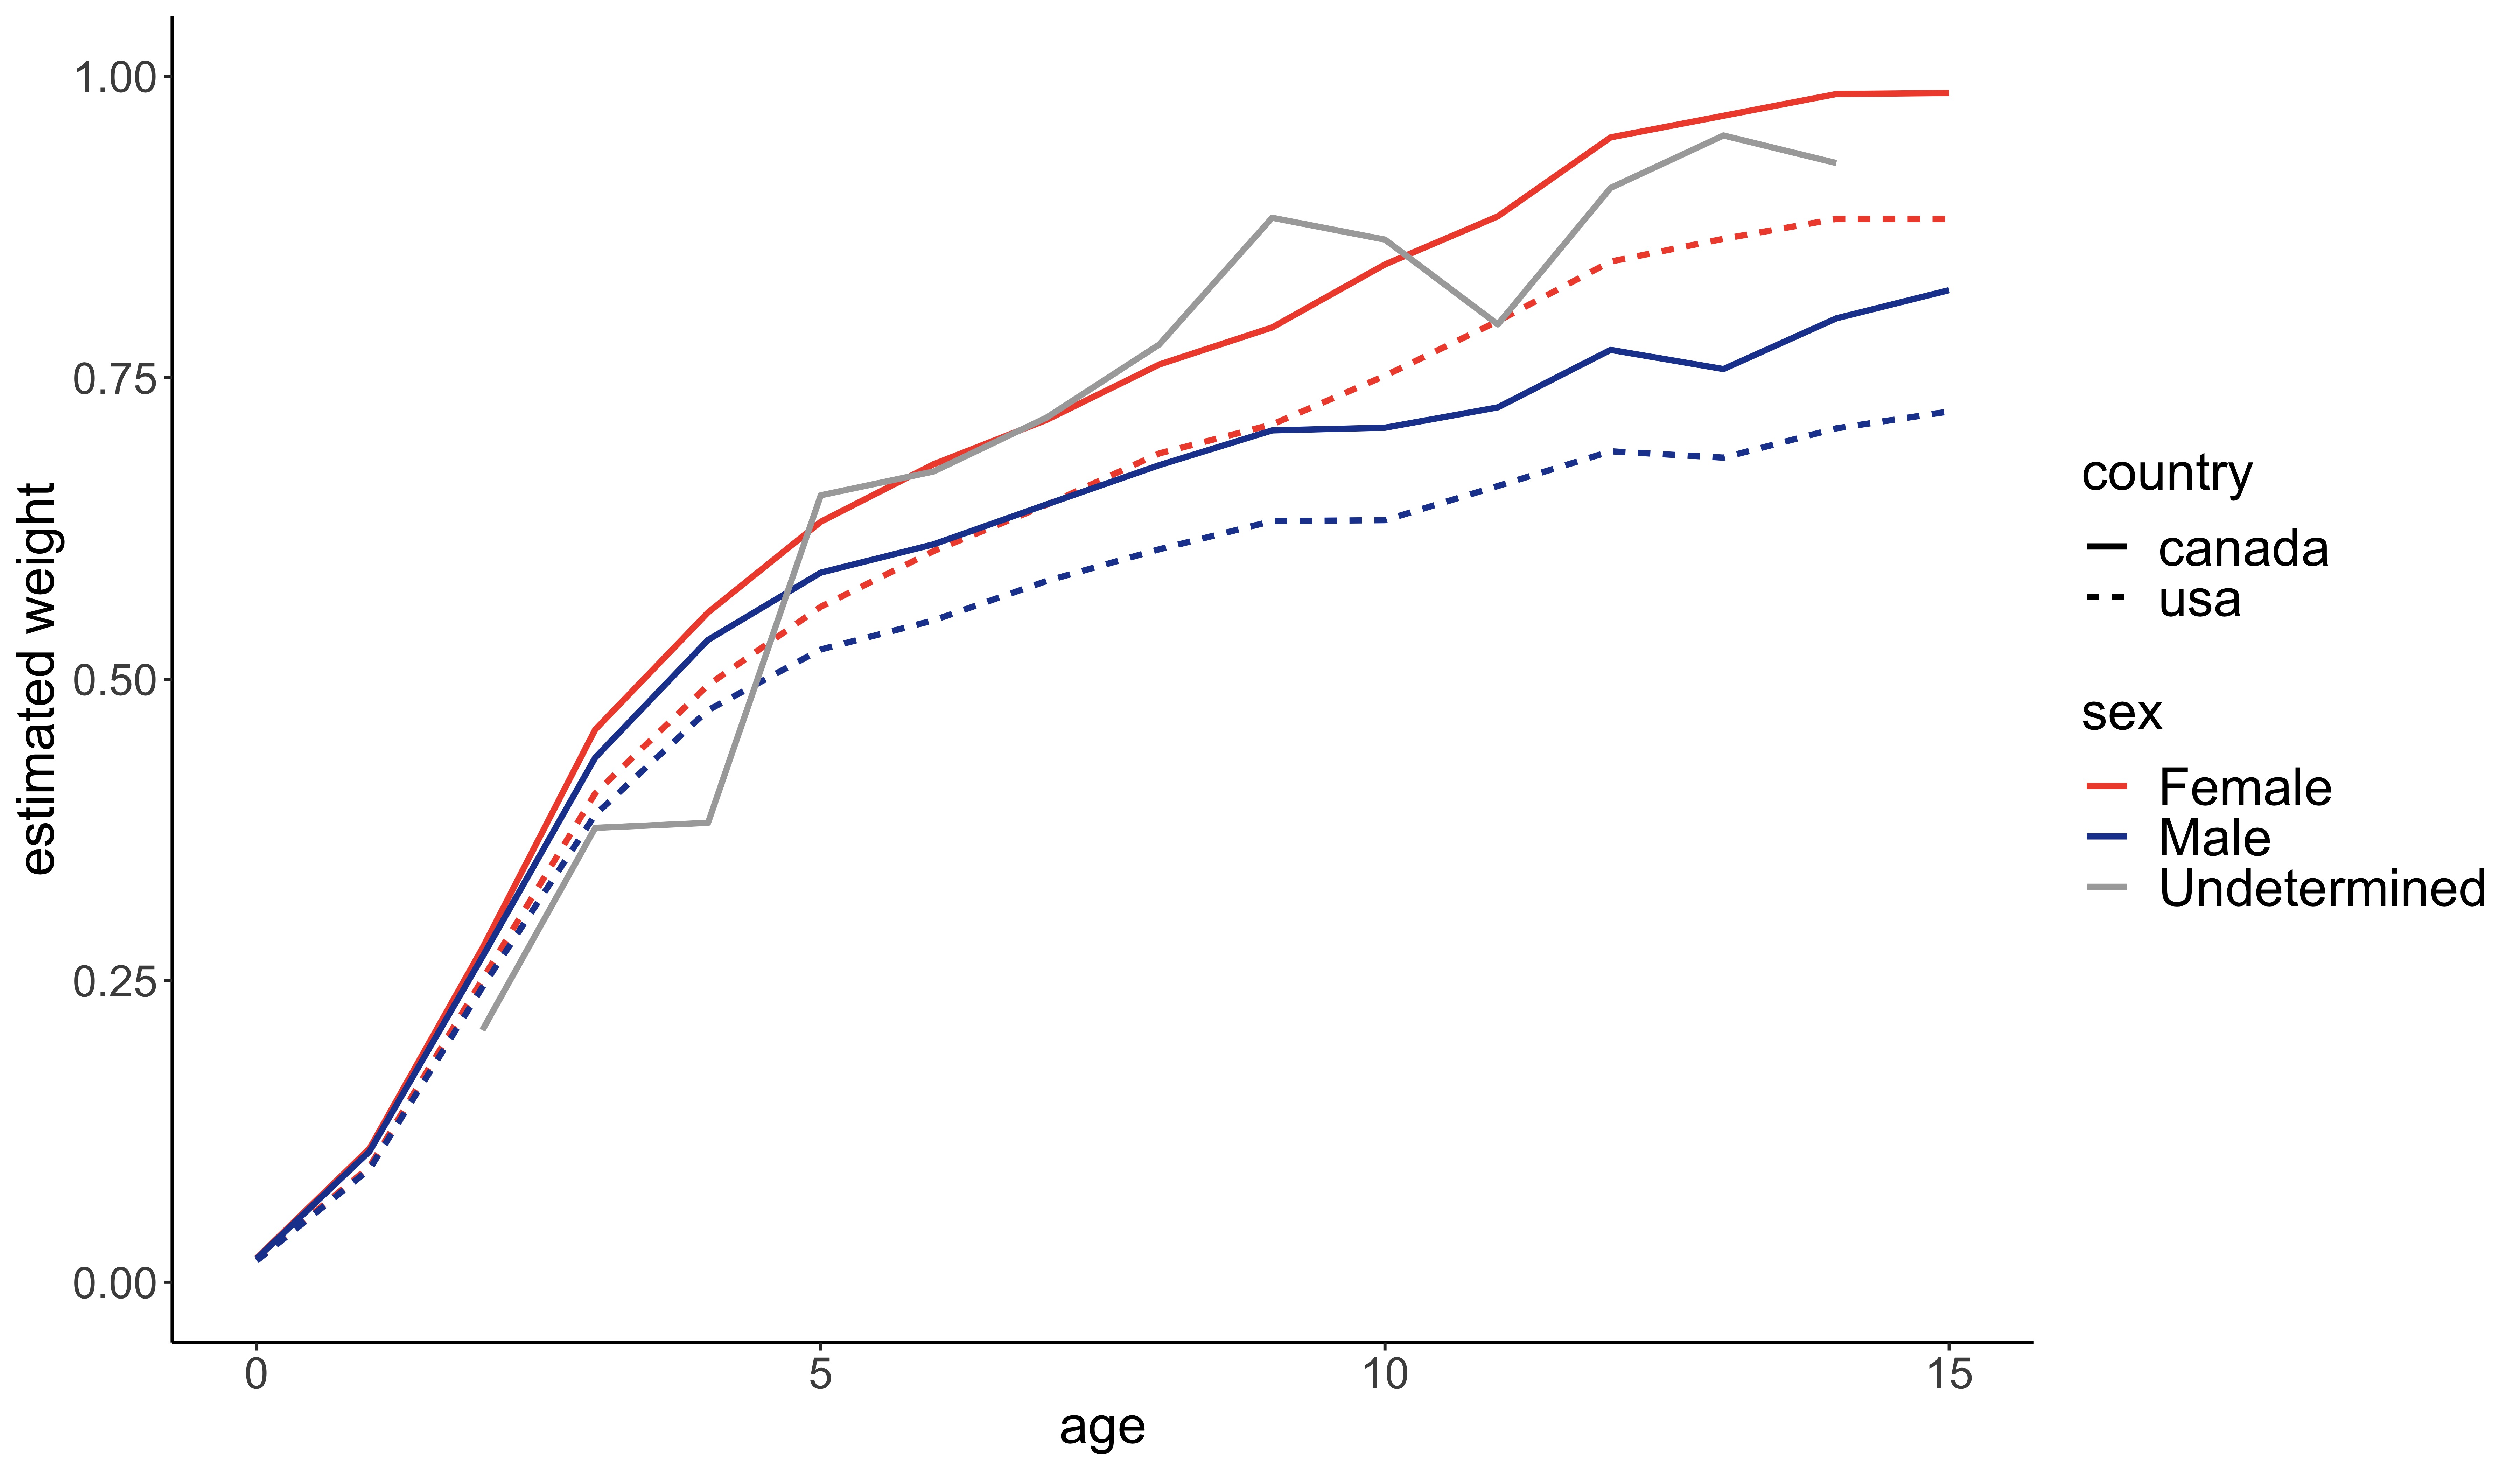 estimated weight
1.00
0.75
0.50
0.25
0.00
0
5
10
15
age
country
canada
usa
sex
Female
Male
Undetermined